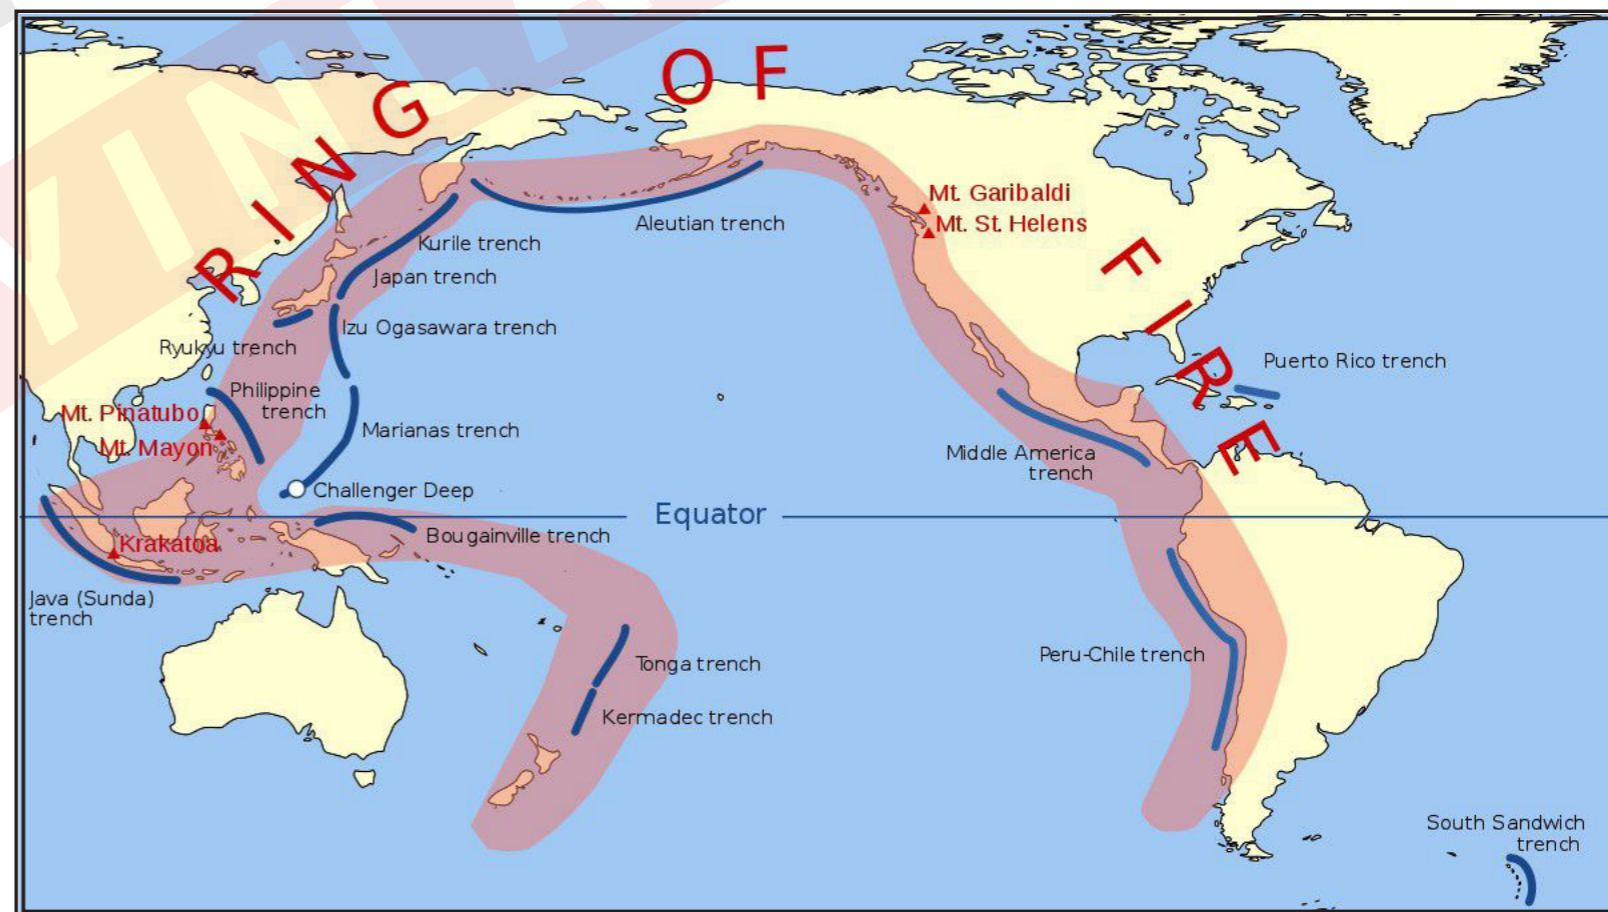 RING OF FIRE
Mt. Garibaldi
Mt. St. Helens
Aleutian trench
Kurile trench
Japan trench
Izu Ogasawara trench
Ryukyu trench
Puerto Rico trench
Philippine
trench
Mt. Pinatubo
Mt. Mayon
Marianas trench
Middle America
trench
Challenger Deep
Equator
Bougainville trench
Krakatoa
Java (Sunda)
trench
Tonga trench
Peru-Chile trench
Kermadec trench
South Sandwich
trench